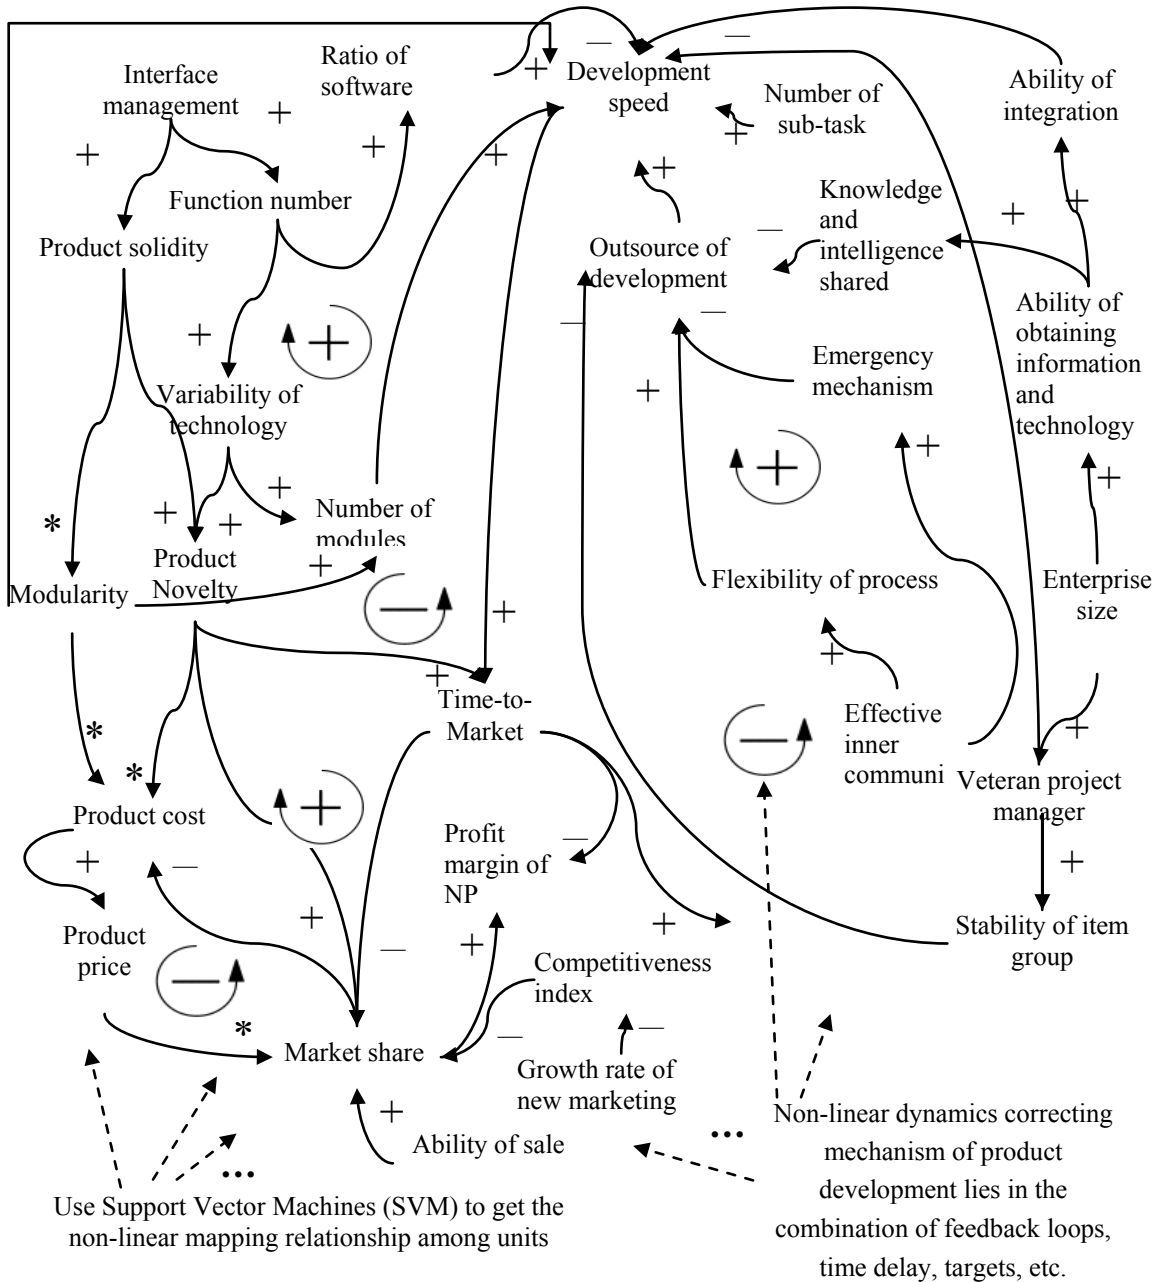 Ratio of
software
Interface
management
Development
speed
Number of
sub-task
Ability of
integration
Function number
Knowledge
and
intelligence
shared
Product solidity
Outsource of
development
Ability of
obtaining
information
and
technology
Emergency
mechanism
Variability of
technology
Number of
modules
Product
Novelty
Modularity
Flexibility of process
Enterprise
size
Time-to-
Market
Effective
inner
communi
Veteran project
manager
Product cost
Profit
margin of
NP
Product
price
Stability of item
group
Competitiveness
index
Market share
Growth rate of
new marketing
Ability of sale
...
...
Use Support Vector Machines (SVM) to get the
non-linear mapping relationship among units
Non-linear dynamics correcting
mechanism of product
development lies in the
combination of feedback loops,
time delay, targets, etc.